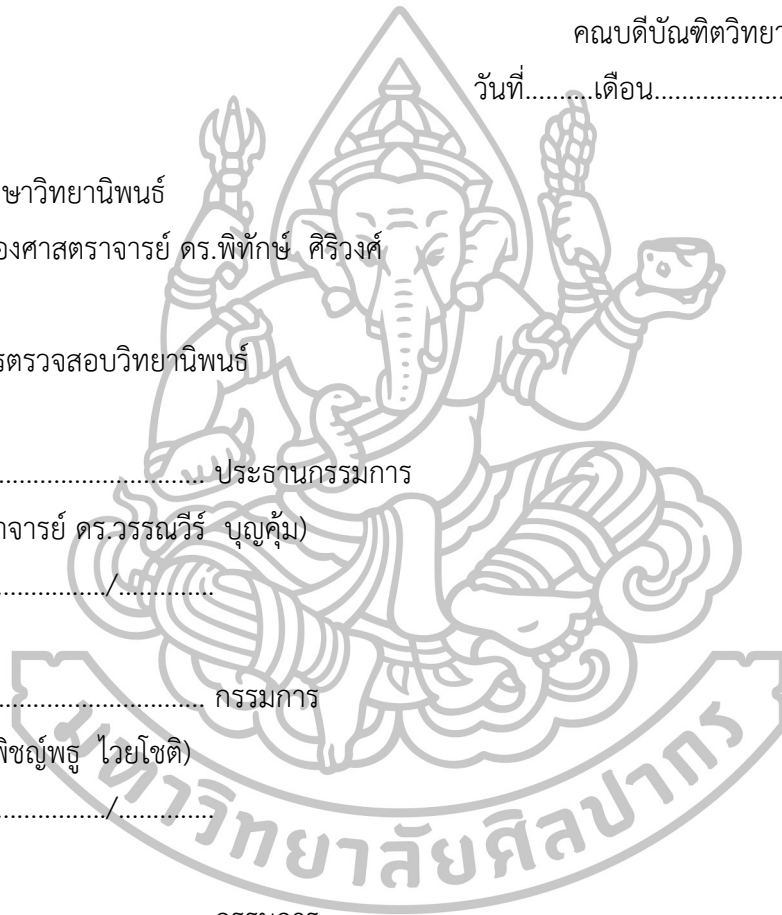 คณบดีบัณฑิตวิทยา
วันที่..........เดือน....................
ษาวิทยานิพนธ์
องศาสตราจารย์ ดร.พิทักษ์ ศิริวงศ์
รตรวจสอบวิทยานิพนธ์
.............................. ประธานกรรมการ
าจารย์ ดร.วรรณวีร์ บุญคุ้ม)
................/..............
.............................. กรรมการ
พิชญ์พธู ไวยโชติ)
................/..............
มหาวิทยาลัยศิลปากร